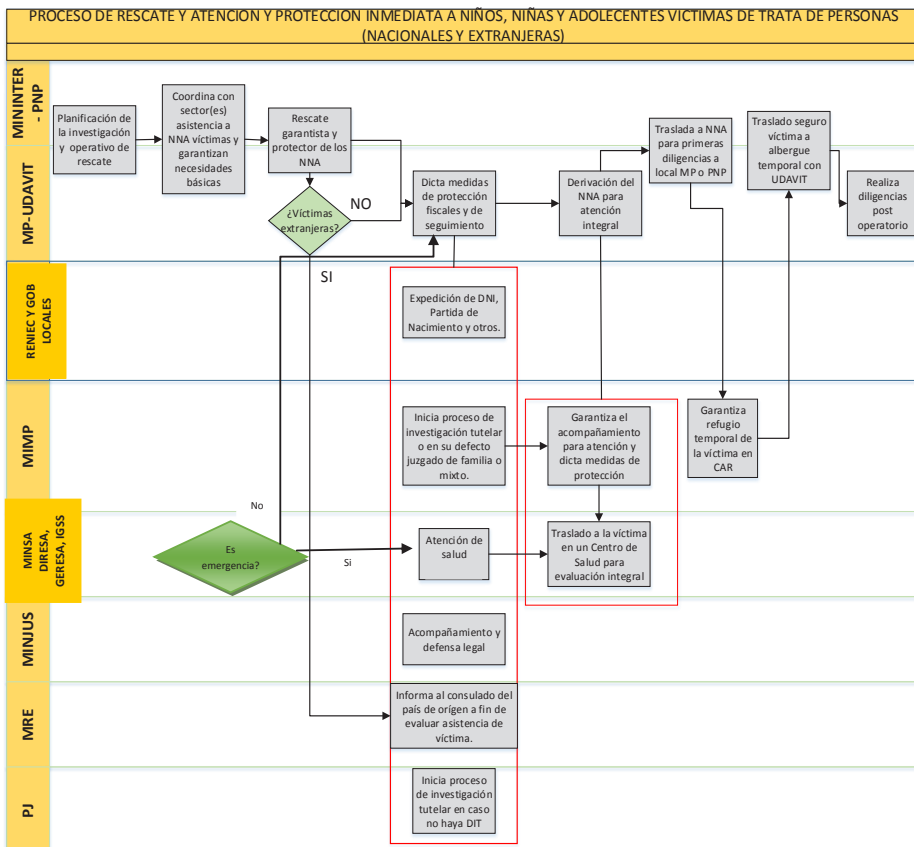 PROCESO DE RESCATE Y ATENCION Y PROTECCION INMEDIATA A NIÑOS, NIÑAS Y ADOLECENTES VICTIMAS DE TRATA DE PERSONAS
(NACIONALES Y EXTRANJERAS)
MININTER
- PNP
Planificación de
la investigación
y operativo de
rescate
Coordina con
sector(es)
asistencia a
NNA víctimas y
garantizan
necesidades
básicas
Rescate
garantista y
protector de los
NNA
Traslada a NNA
para primeras
diligencias a
local MP o PNP
Traslado seguro
víctima a
albergue
temporal con
UDAVIT
MP-UDAVIT
¿Víctimas
extranjeras?
NO
SI
Dicta medidas
de protección
fiscales y de
seguimiento
Derivación del
NNA para
atención
integral
Realiza
diligencias
post
operatorio
RENIEC Y GOB
LOCALES
Expedición de DNI,
Partida de
Nacimiento y otros.
MIMP
Inicia proceso de
investigación tutelar
o en su defecto
juzgado de familia o
mixto.
Garantiza el
acompañamiento
para atención y
dicta medidas de
protección
Garantiza
refugio
temporal de
la víctima en
CAR
MINSA
DIRESA,
GERESA, IGSS
No
Es
emergencia?
Si
Atención de
salud
Traslado a la víctima
en un Centro de
Salud para
evaluación integral
MINJUS
Acompañamiento y
defensa legal
MRE
Informa al consulado del
país de orígen a fin de
evaluar asistencia de
víctima.
PJ
Inicia proceso
de investigación
tutelar en caso
no haya DIT